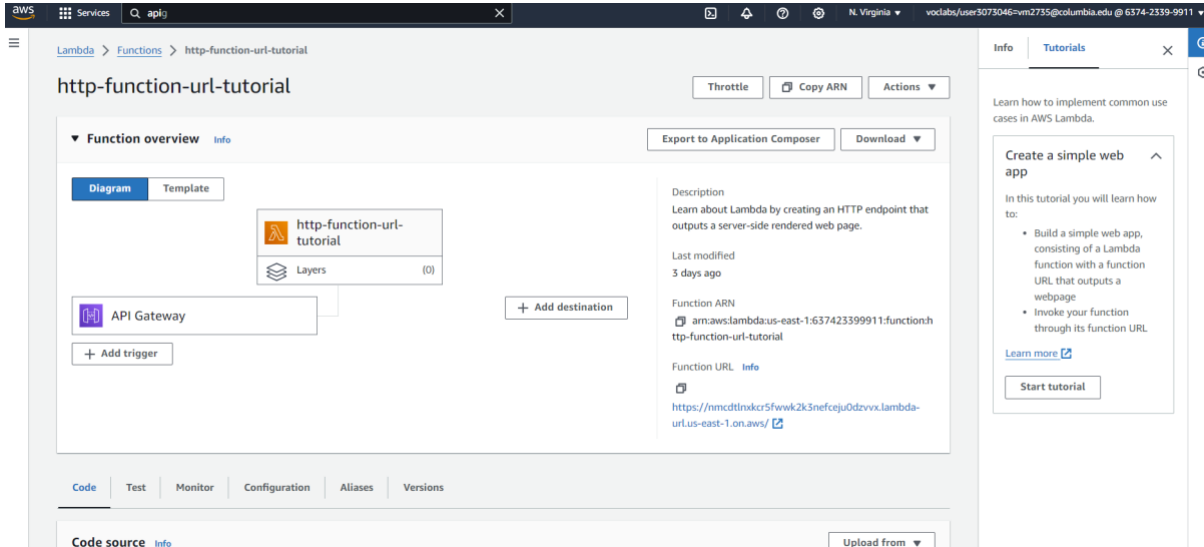 aws
Services
apig
N. Virginia
voclabs/user3073046=vm2735@columbia.edu @ 6374-2339-9911
Lambda > Functions > http-function-url-tutorial
http-function-url-tutorial
Throttle
Copy ARN
Actions
Function overview Info
Export to Application Composer
Download
Diagram
Template
http-function-url-
tutorial
Layers (0)
API Gateway
+ Add trigger
+ Add destination
Description
Learn about Lambda by creating an HTTP endpoint that
outputs a server-side rendered web page.
Last modified
3 days ago
Function ARN
arn:aws:lambda:us-east-1:637423399911:function:h
ttp-function-url-tutorial
Function URL Info
https://nmcdtlnxkcr5fwwk2k3nefceju0dzvvx.lambda-
url.us-east-1.on.aws/
Code
Test
Monitor
Configuration
Aliases
Versions
Code source Info
Upload from
Info
Tutorials
Learn how to implement common use
cases in AWS Lambda.
Create a simple web
app
In this tutorial you will learn how
to:
• Build a simple web app,
consisting of a Lambda
function with a function
URL that outputs a
webpage
• Invoke your function
through its function URL
Learn more
Start tutorial